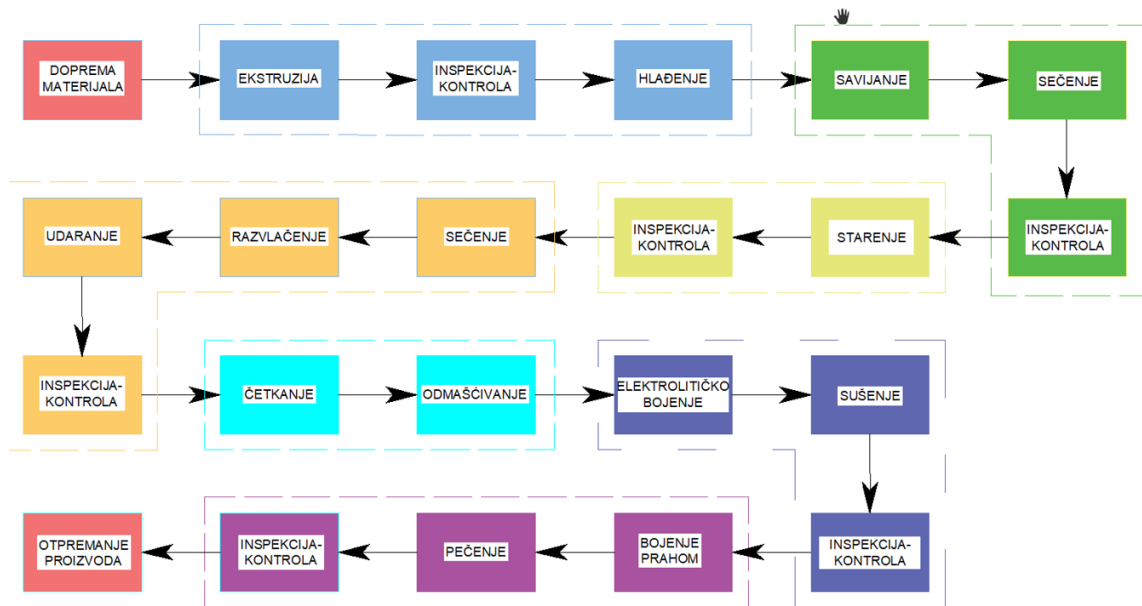 DOPREMA
MATERIJALA
EKSTRUZIJA
INSPEKCIJA-
KONTROLA
HLAĐENJE
SAVIJANJE
SEČENJE
UDARANJE
RAZVLAČENJE
SEČENJE
INSPEKCIJA-
KONTROLA
STARENJE
INSPEKCIJA-
KONTROLA
INSPEKCIJA-
KONTROLA
ČETKANJE
ODMAŠĆIVANJE
ELEKTROLITIČKO
BOJENJE
SUŠENJE
OTPREMANJE
PROIZVODA
INSPEKCIJA-
KONTROLA
PEČENJE
BOJENJE
PRAHOM
INSPEKCIJA-
KONTROLA